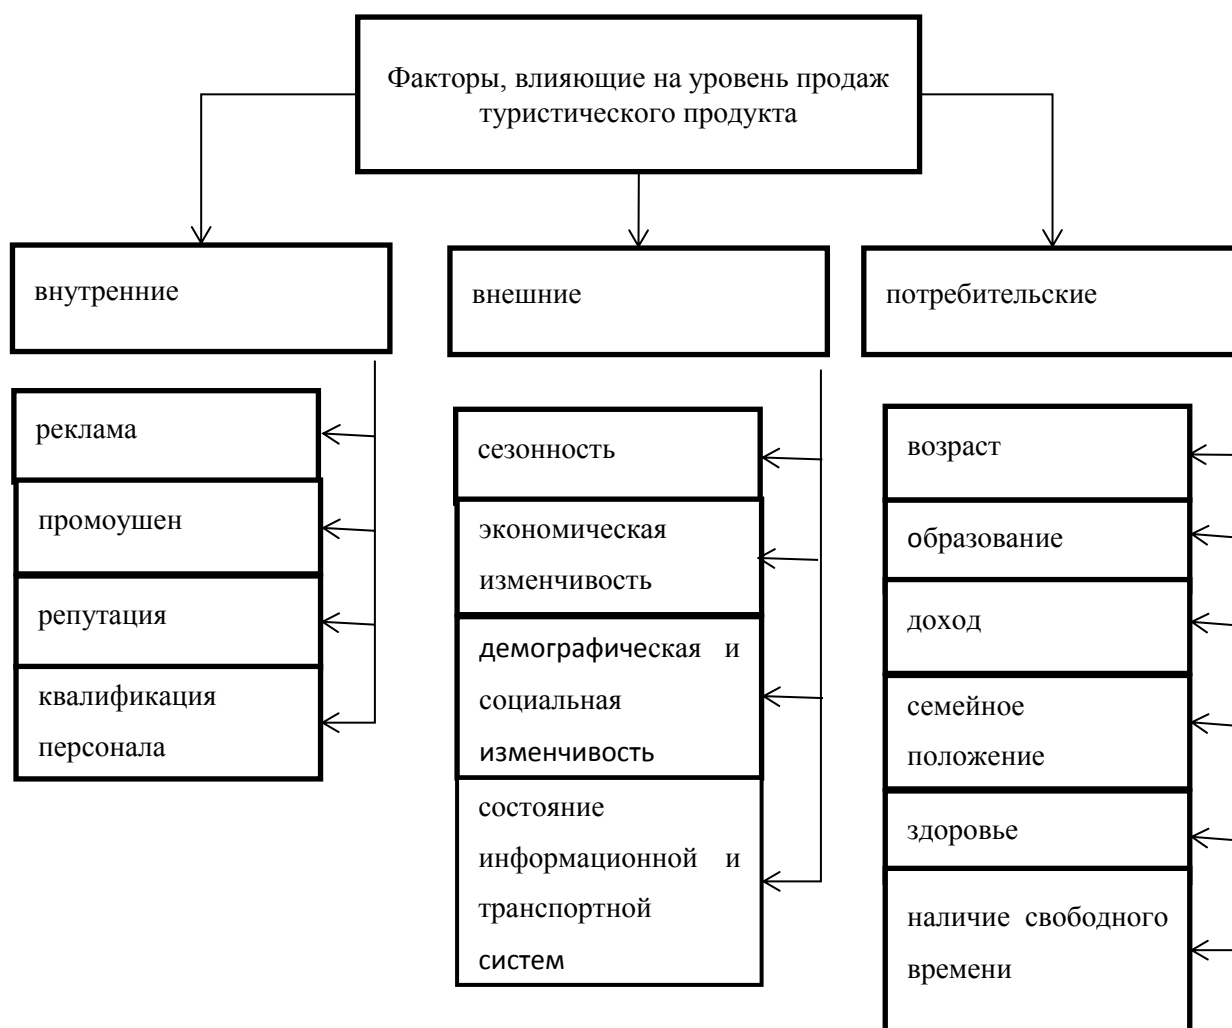 Факторы, влияющие на уровень продаж
туристического продукта
внутренние
внешние
потребительские
реклама
промоушен
репутация
квалификация
персонала
сезонность
экономическая
изменчивость
демографическая и
социальная
изменчивость
состояние
информационной и
транспортной
систем
возраст
образование
доход
семейное
положение
здоровье
наличие свободного
времени